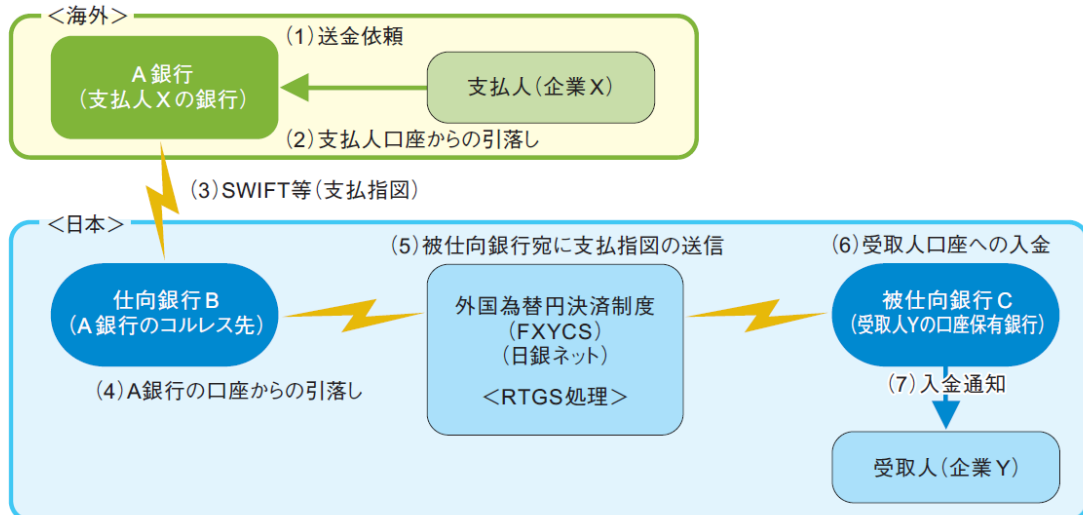 <海外>
(1)送金依頼
A銀行
(支払人Xの銀行)
支払人(企業X)
(2)支払人口座からの引落し
(3)SWIFT等(支払指図)
<日本>
(5)被仕向銀行宛に支払指図の送信
(6)受取人口座への入金
仕向銀行B
(A銀行のコルレス先)
外国為替円決済制度
(FXYCS)
(日銀ネット)
<RTGS処理>
被仕向銀行C
(受取人Yの口座保有銀行)
(4)A銀行の口座からの引落し
(7)入金通知
受取人(企業Y)